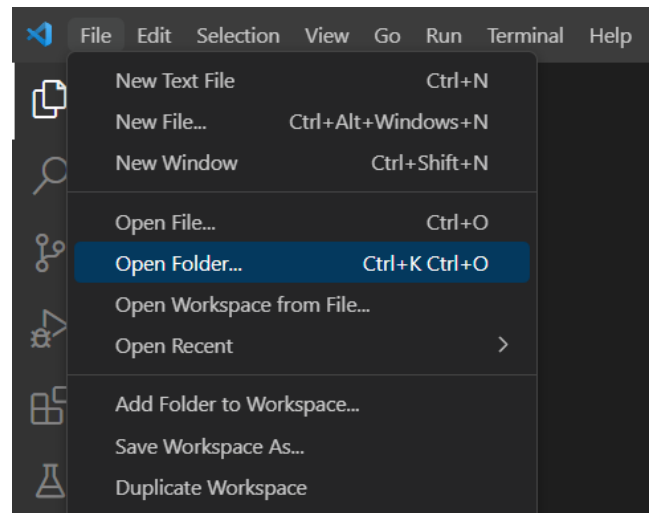 File Edit Selection View Go Run Terminal Help
New Text File Ctrl+N
New File... Ctrl+Alt+Windows+N
New Window Ctrl+Shift+N
Open File... Ctrl+O
Open Folder... Ctrl+K Ctrl+O
Open Workspace from File...
Open Recent
Add Folder to Workspace...
Save Workspace As...
Duplicate Workspace